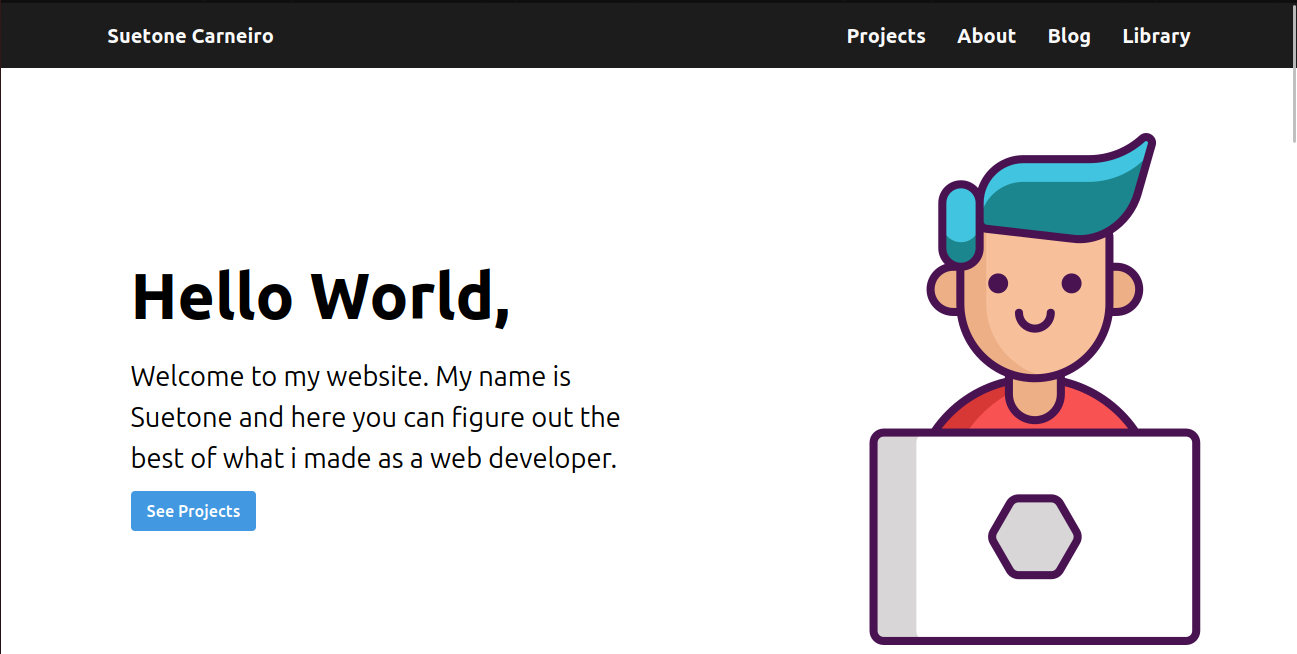 Suetone Carneiro
Projects About Blog Library
Hello World,
Welcome to my website. My name is
Suetone and here you can figure out the
best of what i made as a web developer.
See Projects